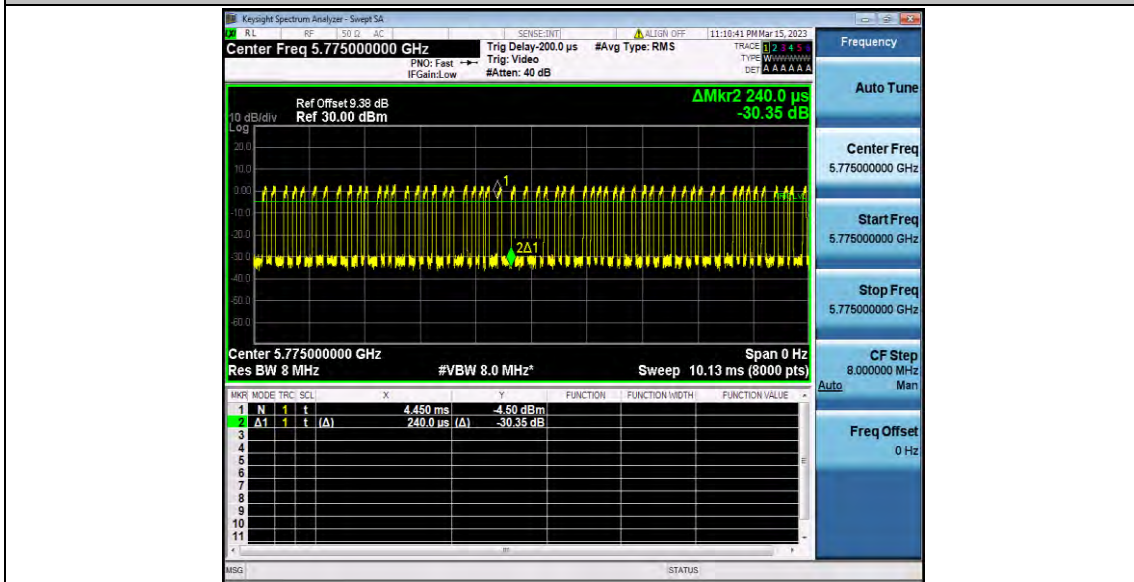 Keysight Spectrum Analyzer - Swept SA
RL RF 50 Ω AC SENSE:INT ALIGN OFF 11:10:41 PM Mar 15, 2023
Center Freq 5.775000000 GHz
PNO: Fast
IFGain:Low
Trig Delay-200.0 µs
Trig: Video
#Atten: 40 dB
#Avg Type: RMS
TRACE 1 2 3 4 5 6
TYPE W
DET A A A A A A
ΔMkr2 240.0 µs
-30.35 dB
Ref Offset 9.38 dB
10 dB/div Ref 30.00 dBm
Log
20.0
10.0
0.00
-10.0
-20.0
-30.0
-40.0
-50.0
-60.0
1
2Δ1
Center 5.775000000 GHz Span 0 Hz
Res BW 8 MHz #VBW 8.0 MHz* Sweep 10.13 ms (8000 pts)
MKR MODE TRC SCL X Y FUNCTION FUNCTION WIDTH FUNCTION VALUE
1 N 1 t 4.450 ms -4.50 dBm
2 Δ1 1 t (Δ) 240.0 µs (Δ) -30.35 dB
3
4
5
6
7
8
9
10
11
MSG STATUS
Frequency
Auto Tune
Center Freq
5.775000000 GHz
Start Freq
5.775000000 GHz
Stop Freq
5.775000000 GHz
CF Step
8.000000 MHz
Auto Man
Freq Offset
0 Hz